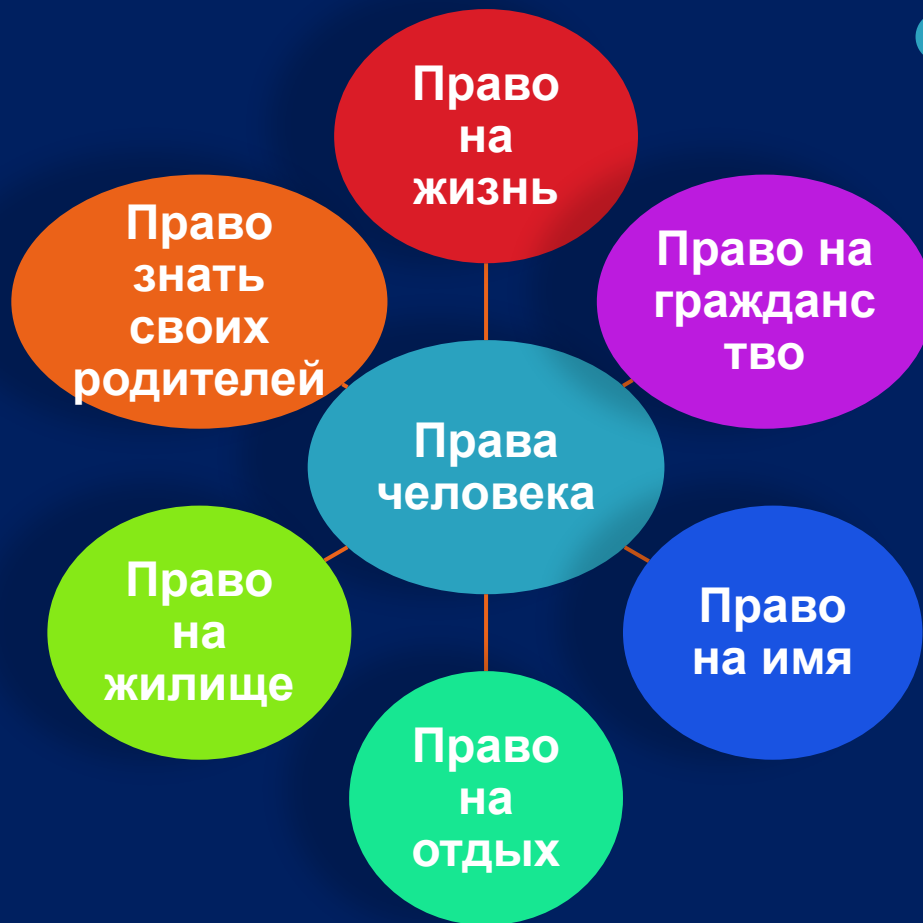 Право
на
жизнь
Право
знать
своих
родителей
Право на
гражданс
тво
Права
человека
Право
на
жилище
Право
на имя
Право
на
отдых